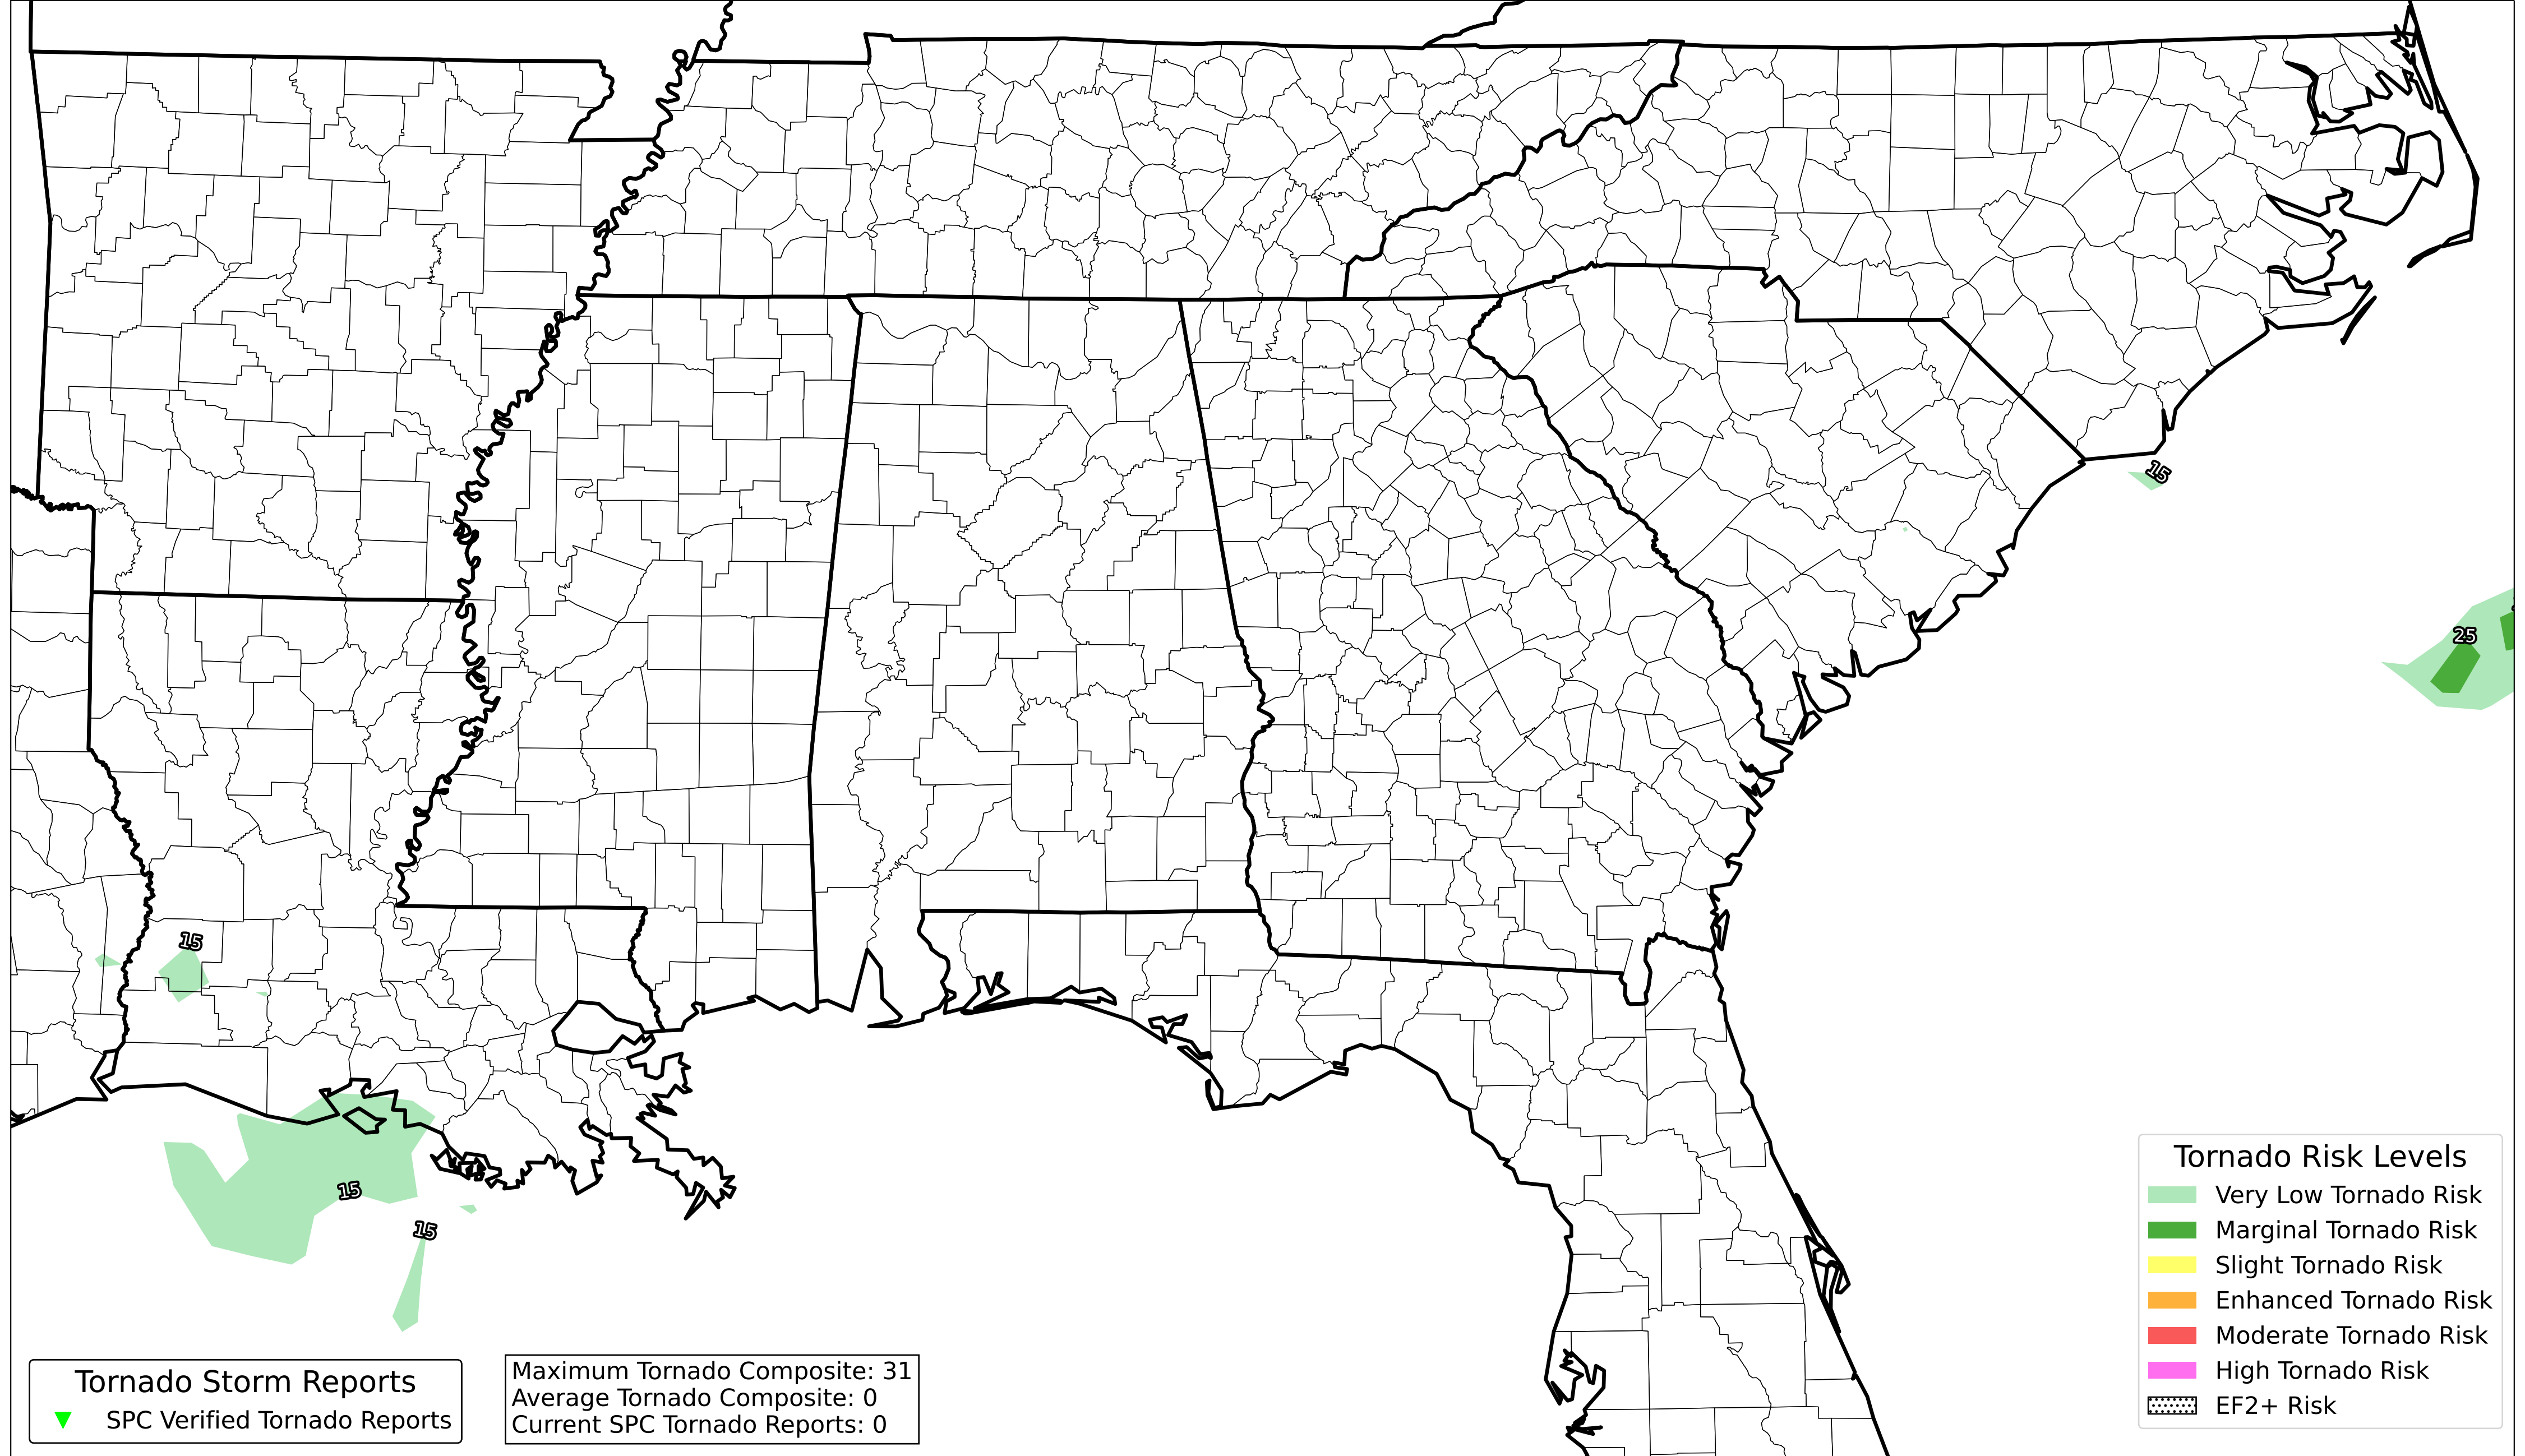 15
25
15
15
15
Tornado Risk Levels
Very Low Tornado Risk
Marginal Tornado Risk
Slight Tornado Risk
Enhanced Tornado Risk
Moderate Tornado Risk
High Tornado Risk
EF2+ Risk
Tornado Storm Reports
SPC Verified Tornado Reports
Maximum Tornado Composite: 31
Average Tornado Composite: 0
Current SPC Tornado Reports: 0